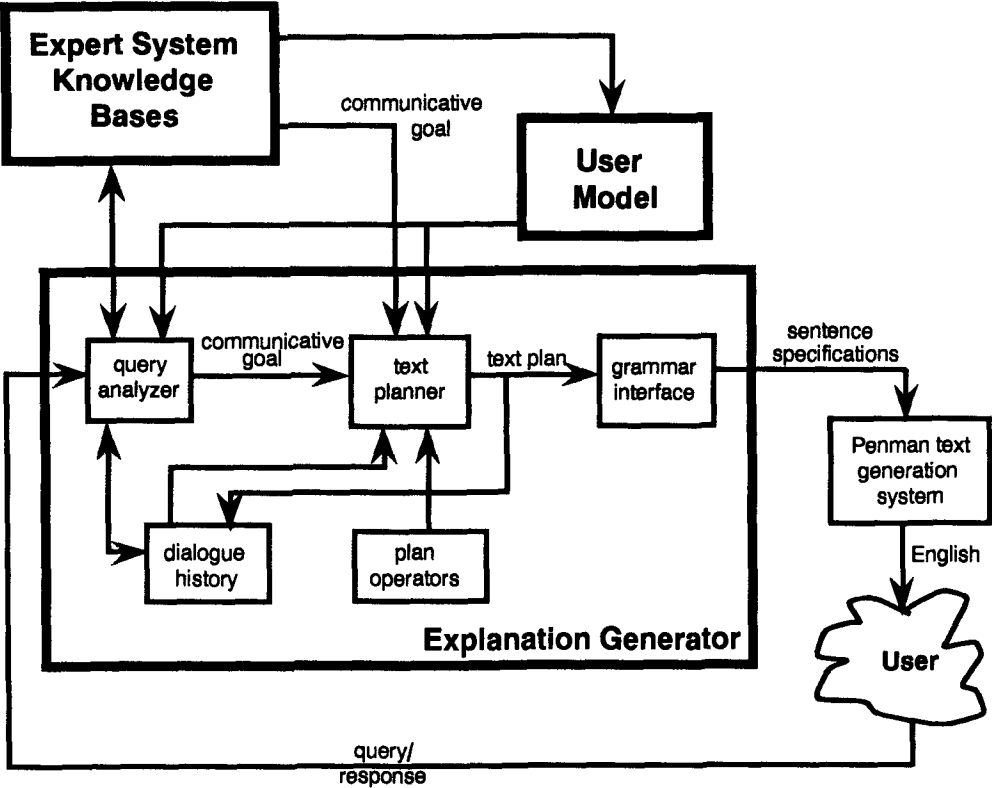 Expert System
Knowledge
Bases
communicative
goal
User
Model
query
analyzer
communicative
goal
text
planner
text plan
grammar
interface
sentence
specifications
Penman text
generation
system
dialogue
history
plan
operators
English
Explanation Generator
User
query/
response